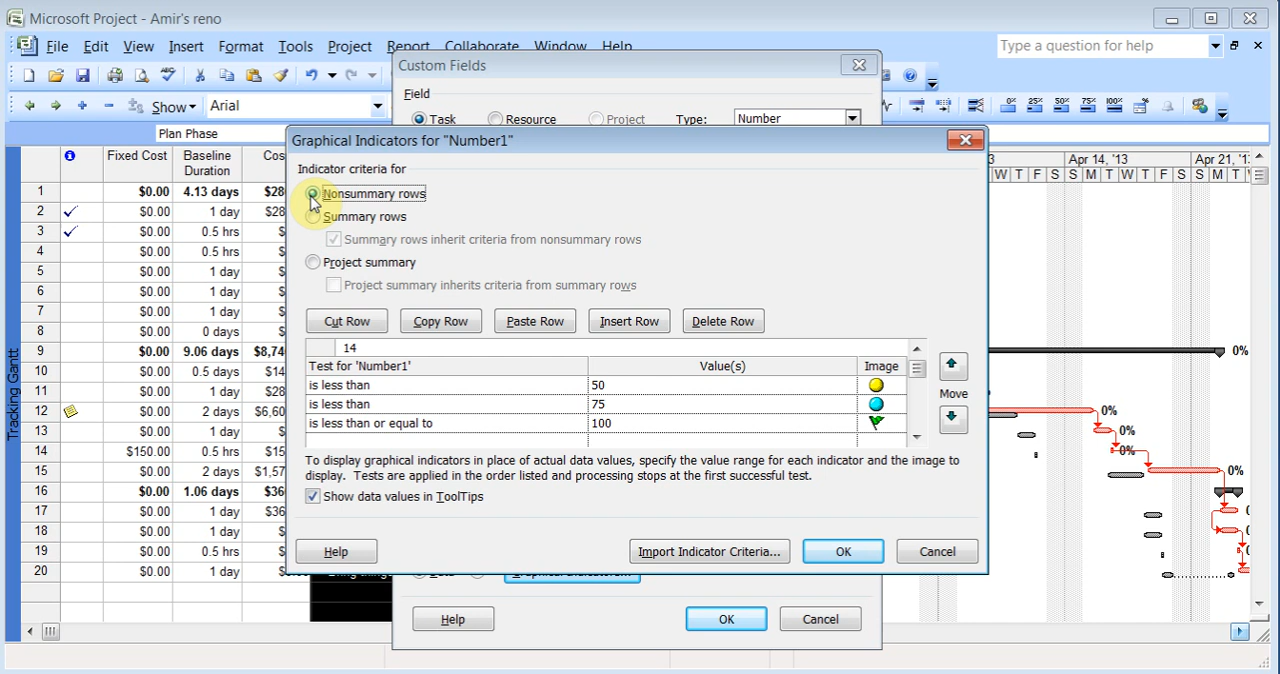 Microsoft Project - Amir's reno
File Edit View Insert Format Tools Project Report Collaborate Window Help
Type a question for help
Custom Fields
Show Arial
Field
0% 25% 50% 75% 100%
Task Resource Project Type: Number
Plan Phase
Graphical Indicators for "Number1"
Fixed Cost Baseline Duration
Apr 14, '13 Apr 21, '1
W T F S S M T W T F S S M T W
Indicator criteria for
1 $0.00 4.13 days
Nonsummary rows
2 $0.00 1 day
Summary rows
3 $0.00 0.5 hrs
Summary rows inherit criteria from nonsummary rows
4 $0.00 0.5 hrs
Project summary
5 $0.00 1 day
Project summary inherits criteria from summary rows
6 $0.00 1 day
7 $0.00 1 day
Cut Row Copy Row Paste Row Insert Row Delete Row
8 $0.00 0 days
14
9 $0.00 9.06 days 0%
Test for 'Number1' Value(s) Image
10 $0.00 0.5 days
is less than 50
Move
11 $0.00 1 day
is less than 75
12 $0.00 2 days 0%
is less than or equal to 100
13 $0.00 1 day 0%
14 $150.00 0.5 hrs 0%
To display graphical indicators in place of actual data values, specify the value range for each indicator and the image to
15 $0.00 2 days 0%
display. Tests are applied in the order listed and processing stops at the first successful test.
16 $0.00 1.06 days
Show data values in ToolTips
17 $0.00 1 day
18 $0.00 1 day
19 $0.00 0.5 hrs
Help Import Indicator Criteria... OK Cancel
20 $0.00 1 day
Help OK Cancel
Tracking Gantt